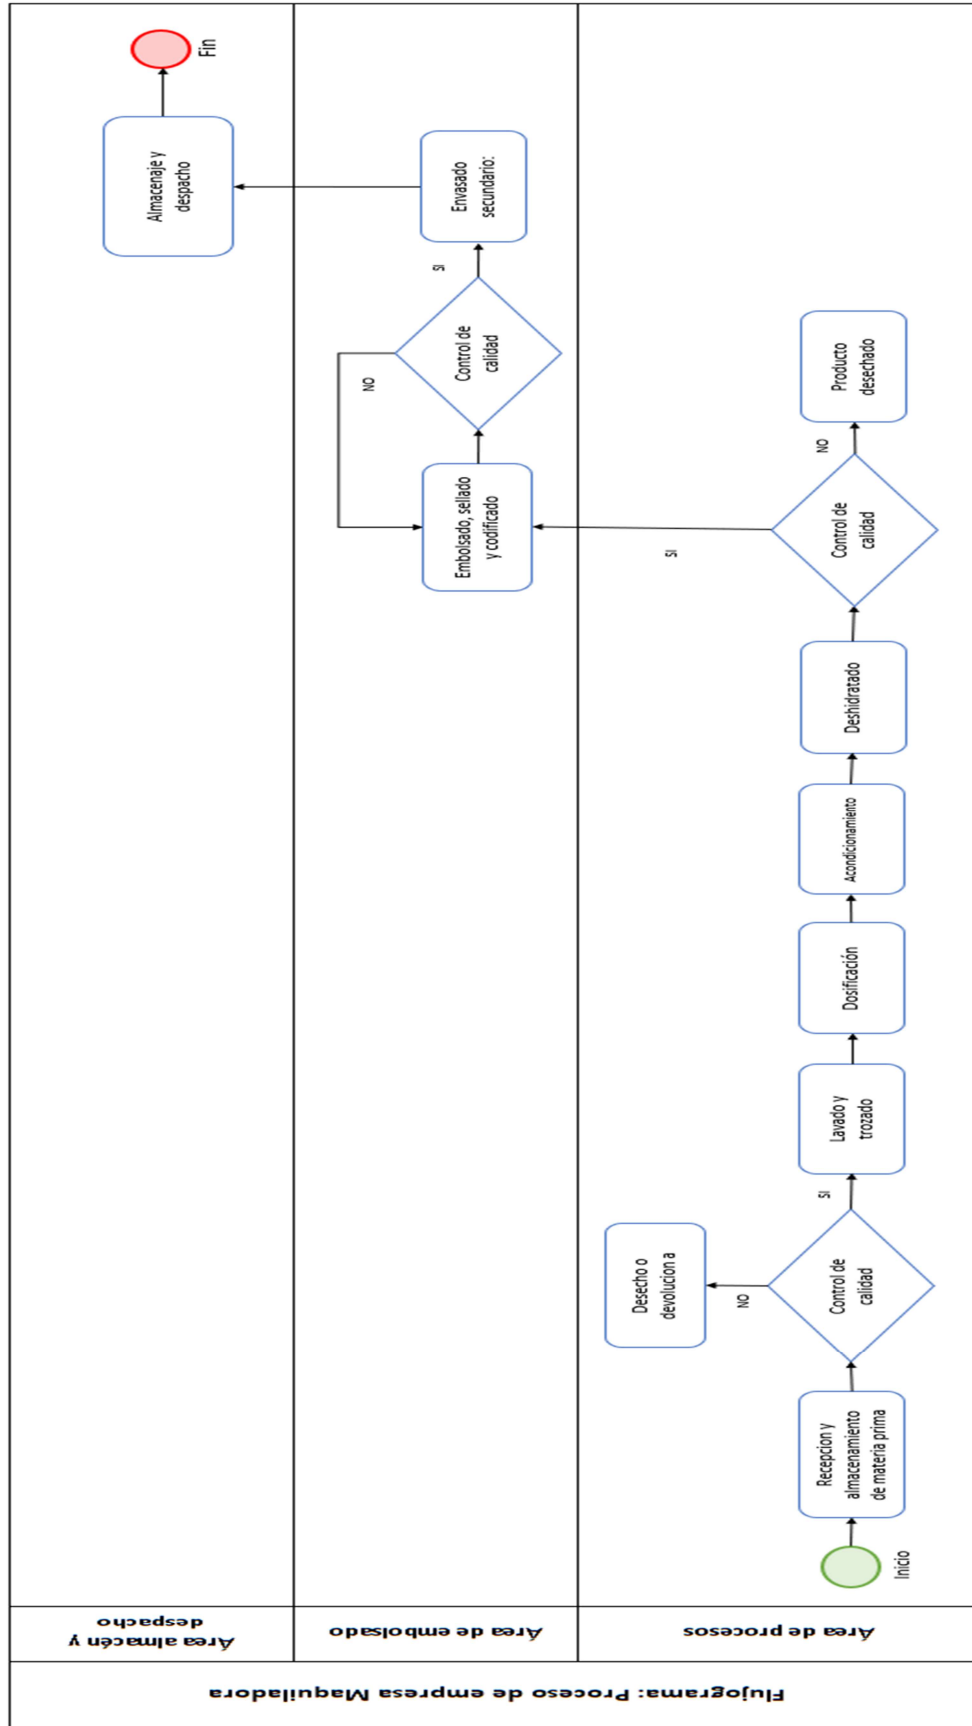 Flujograma: Proceso de empresa Maquiladora
Área almacén y
despacho
Almacenaje y
despacho
Fin
Área de embolsado
Embolsado, sellado
y codificado
Control de
calidad
NO
SI
Envasado
secundario:
Área de procesos
Inicio
Recepcion y
almacenamiento
de materia prima
Control de
calidad
NO
Desecho o
devolucion a
SI
Lavado y
trozado
Dosificación
Acondicionamiento
Deshidratado
Control de
calidad
SI
NO
Producto
desechado